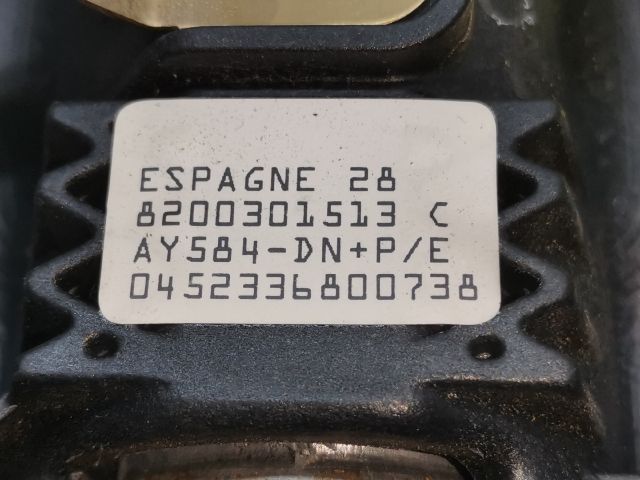 ESPAGNE 28
8200301513 C
AY584-DN+P/E
0452336800738